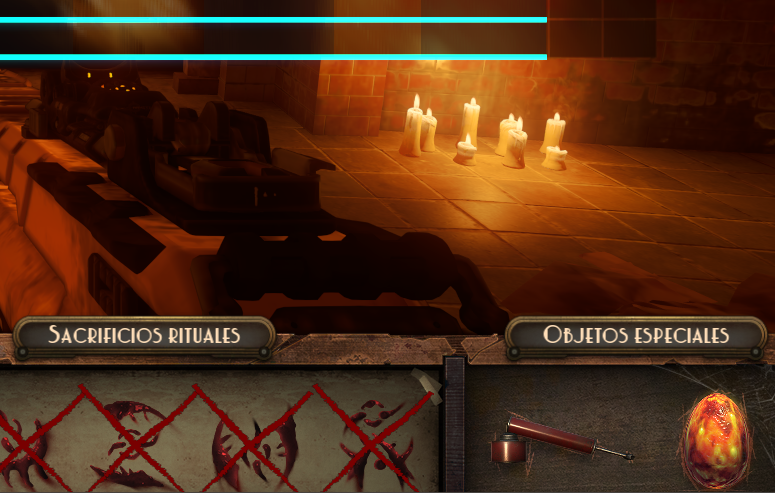 SACRIFICIOS RITUALES
OBJETOS ESPECIALES